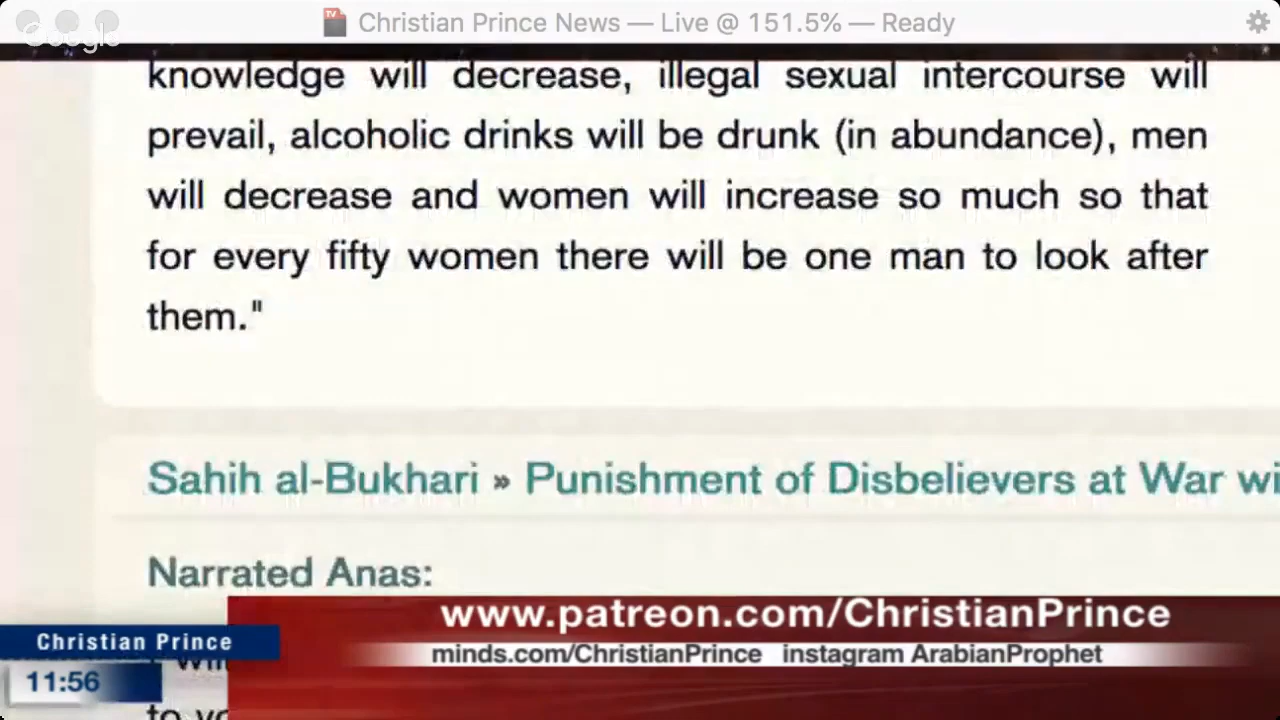 Christian Prince News — Live @ 151.5% — Ready
Google
knowledge will decrease, illegal sexual intercourse will
prevail, alcoholic drinks will be drunk (in abundance), men
will decrease and women will increase so much so that
for every fifty women there will be one man to look after
them."
Sahih al-Bukhari » Punishment of Disbelievers at War wi
Narrated Anas:
www.patreon.com/ChristianPrince
Christian Prince
minds.com/ChristianPrince instagram ArabianProphet
11:56
to